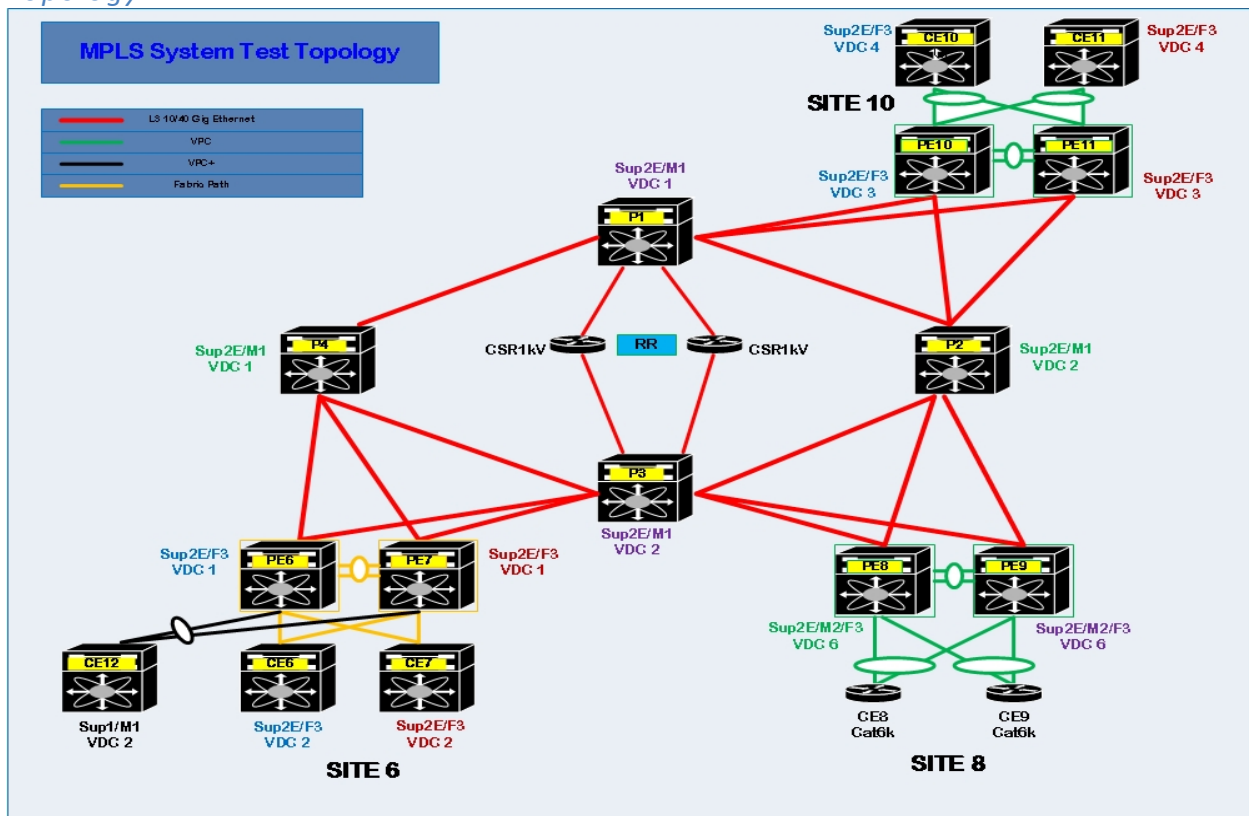 opology
MPLS System Test Topology
L3 10/40 Gig Ethernet
VPC
VPC+
Fabric Path
Sup2E/F3
VDC 4
CE10
CE11
Sup2E/F3
VDC 4
SITE 10
PE10
PE11
Sup2E/F3
VDC 3
Sup2E/F3
VDC 3
Sup2E/M1
VDC 1
P1
P4
Sup2E/M1
VDC 1
CSR1kV
RR
CSR1kV
P2
Sup2E/M1
VDC 2
P3
Sup2E/M1
VDC 2
Sup2E/F3
VDC 1
PE6
PE7
Sup2E/F3
VDC 1
PE8
PE9
Sup2E/M2/F3
VDC 6
Sup2E/M2/F3
VDC 6
CE12
CE6
CE7
Sup1/M1
VDC 2
Sup2E/F3
VDC 2
Sup2E/F3
VDC 2
CE8
Cat6k
CE9
Cat6k
SITE 6
SITE 8